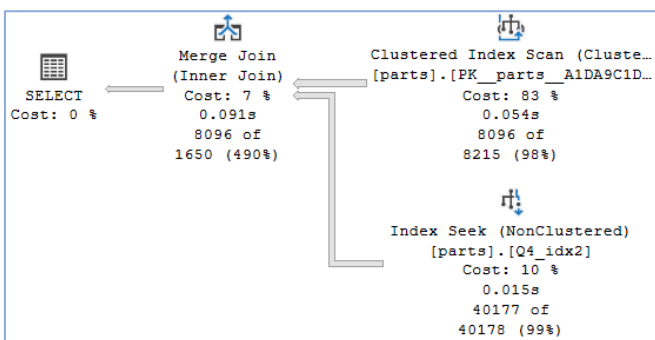 SELECT
Cost: 0 %
Merge Join
(Inner Join)
Cost: 7 %
0.091s
8096 of
1650 (490%)
Clustered Index Scan (Cluste...
[parts].[PK__parts__A1DA9C1D...
Cost: 83 %
0.054s
8096 of
8215 (98%)
Index Seek (NonClustered)
[parts].[Q4_idx2]
Cost: 10 %
0.015s
40177 of
40178 (99%)